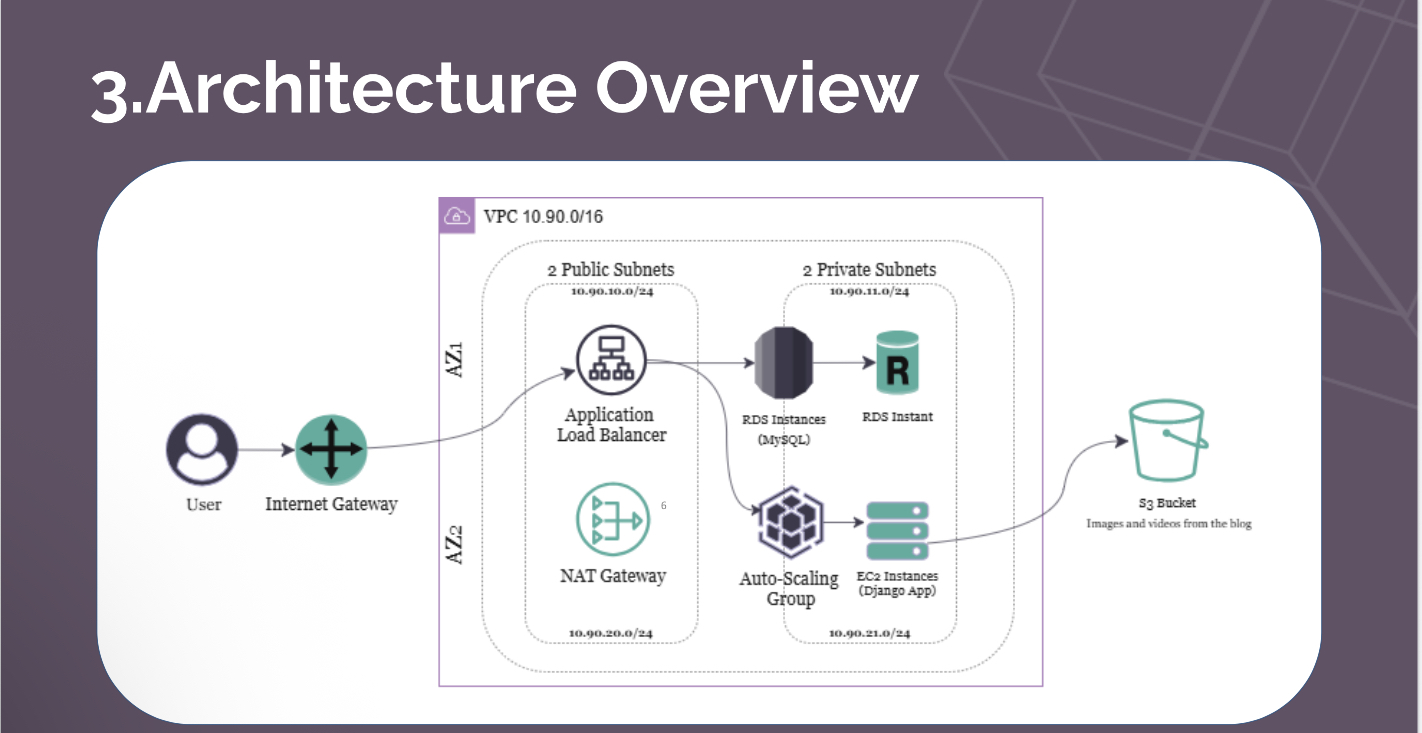 3.Architecture Overview
VPC 10.90.0/16
2 Public Subnets
2 Private Subnets
10.90.10.0/24
10.90.11.0/24
AZ1
Application
Load Balancer
RDS Instances
(MySQL)
RDS Instant
R
User
Internet Gateway
S3 Bucket
Images and videos from the blog
AZ2
6
NAT Gateway
Auto-Scaling
Group
EC2 Instances
(Django App)
10.90.20.0/24
10.90.21.0/24